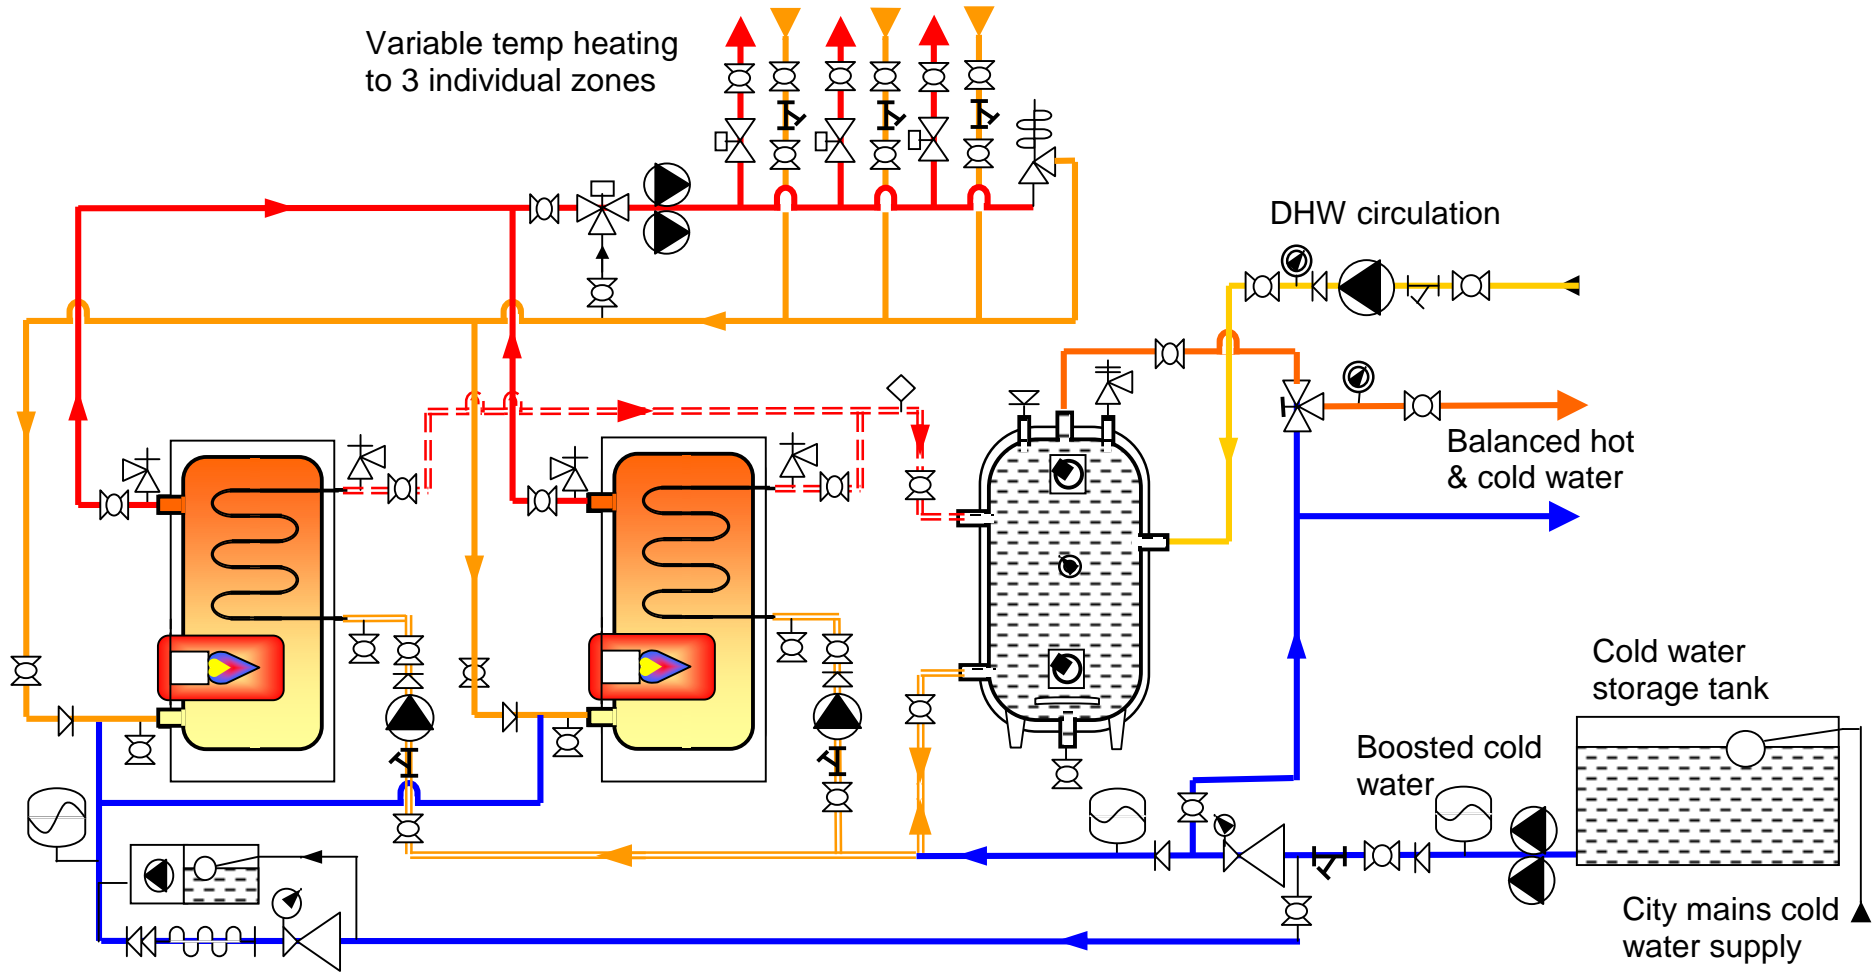 Variable temp heating
to 3 individual zones
DHW circulation
Balanced hot
& cold water
Cold water
storage tank
Boosted cold
water
City mains cold
water supply